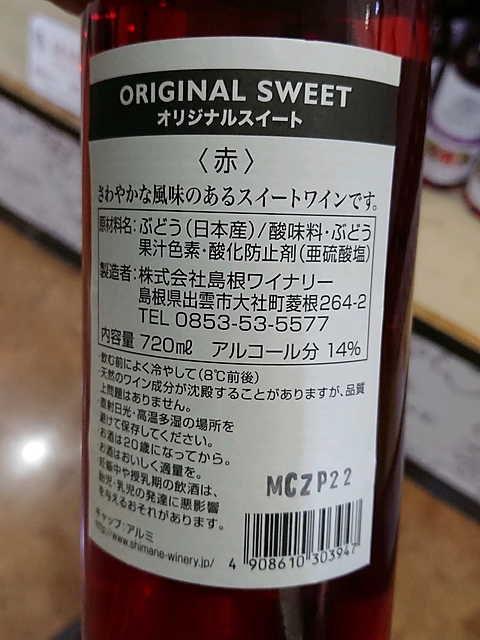 ORIGINAL SWEET
オリジナルスイート
〈赤〉
さわやかな風味のあるスイートワインです。
原材料名:ぶどう(日本産)/酸味料・ぶどう
果汁色素・酸化防止剤(亜硫酸塩)
製造者:株式会社島根ワイナリー
島根県出雲市大社町菱根264-2
TEL 0853-53-5577
内容量 720㎖ アルコール分 14%
・飲む前によく冷やして(8℃前後)
・天然のワイン成分が沈殿することがありますが、品質
上問題はありません。
・直射日光・高温多湿の場所を
避けて保存してください。
・お酒は20歳になってから。
・お酒はおいしく適量を。
・妊娠中や授乳期の飲酒は、
胎児・乳児の発達に悪影響
を与えるおそれがあります。
MCZP22
キャップ:アルミ
http://www.shimane-winery.jp/
4 908610 303947